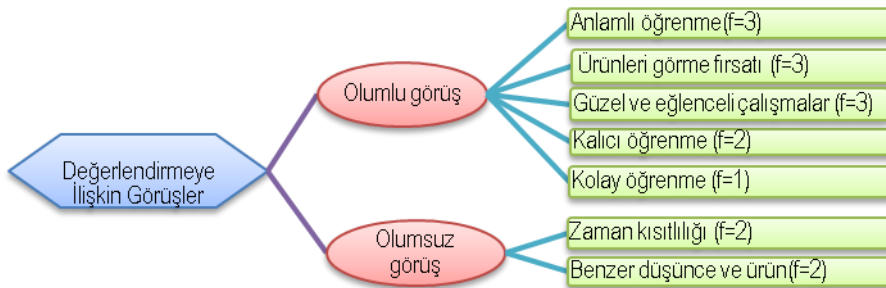 Değerlendirmeye
İlişkin Görüşler
Olumlu görüş
Anlamlı öğrenme(f=3)
Ürünleri görme fırsatı (f=3)
Güzel ve eğlenceli çalışmalar (f=3)
Kalıcı öğrenme (f=2)
Kolay öğrenme (f=1)
Olumsuz
görüş
Zaman kısıtlılığı (f=2)
Benzer düşünce ve ürün(f=2)